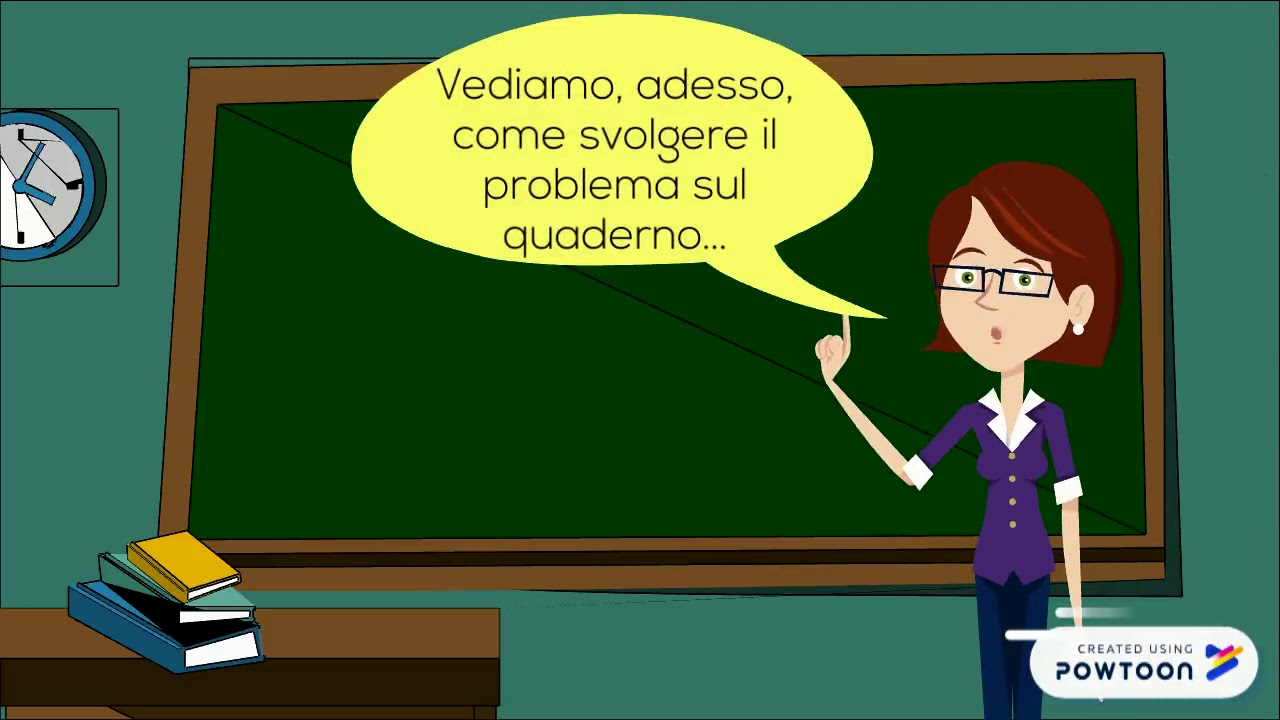 Vediamo, adesso,
come svolgere il
problema sul
quaderno...
CREATED USING
POWTOON